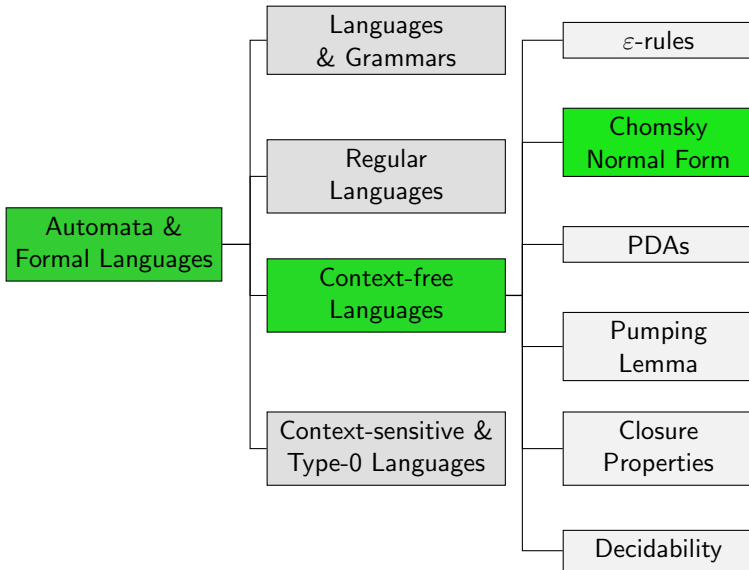 Automata &
Formal Languages
Languages
& Grammars
Regular
Languages
Context-free
Languages
Context-sensitive &
Type-0 Languages
ε-rules
Chomsky
Normal Form
PDAs
Pumping
Lemma
Closure
Properties
Decidability